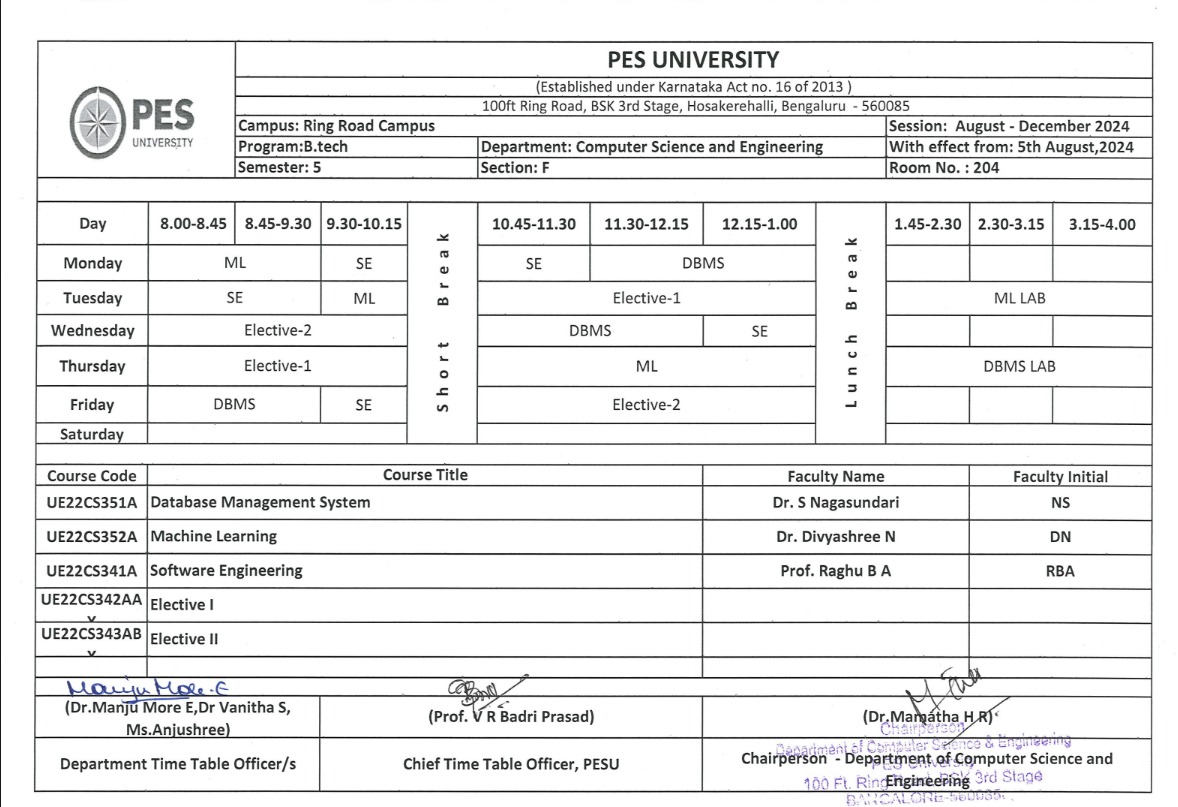 PES UNIVERSITY
(Established under Karnataka Act no. 16 of 2013 )
100ft Ring Road, BSK 3rd Stage, Hosakerehalli, Bengaluru - 560085
PES
UNIVERSITY
Campus: Ring Road Campus Session: August - December 2024
Program:B.tech Department: Computer Science and Engineering With effect from: 5th August,2024
Semester: 5 Section: F Room No. : 204
Day 8.00-8.45 8.45-9.30 9.30-10.15 Short Break 10.45-11.30 11.30-12.15 12.15-1.00 Lunch Break 1.45-2.30 2.30-3.15 3.15-4.00
Monday ML SE SE DBMS
Tuesday SE ML Elective-1 ML LAB
Wednesday Elective-2 DBMS SE
Thursday Elective-1 ML DBMS LAB
Friday DBMS SE Elective-2
Saturday
Course Code Course Title Faculty Name Faculty Initial
UE22CS351A Database Management System Dr. S Nagasundari NS
UE22CS352A Machine Learning Dr. Divyashree N DN
UE22CS341A Software Engineering Prof. Raghu B A RBA
UE22CS342AA Elective I
UE22CS343AB Elective II
Manju More. E
(Dr.Manju More E,Dr Vanitha S, (Prof. V R Badri Prasad) (Dr.Mamatha H R)
Ms.Anjushree)
Chairperson
Department of Computer Science & Engineering
PES University
100 Ft. Ring Road, BSK 3rd Stage
BANGALORE-560085.
Department Time Table Officer/s Chief Time Table Officer, PESU Chairperson - Department of Computer Science and
Engineering